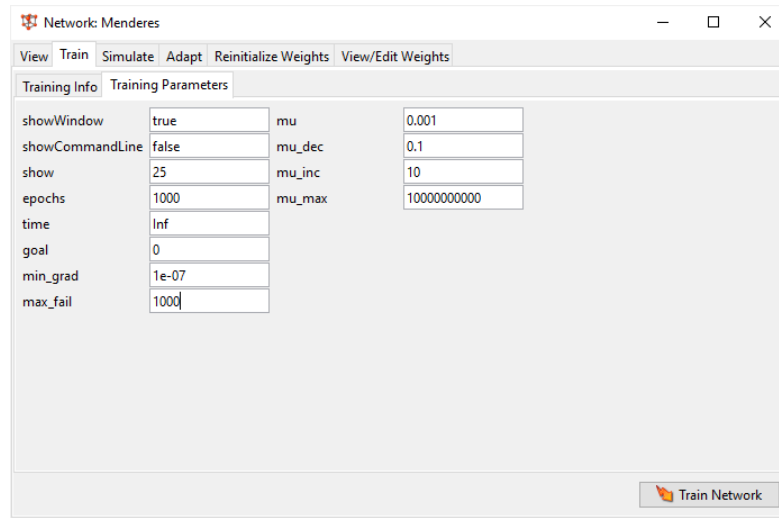 Network: Menderes
View Train Simulate Adapt Reinitialize Weights View/Edit Weights
Training Info Training Parameters
showWindow true mu 0.001
showCommandLine false mu_dec 0.1
show 25 mu_inc 10
epochs 1000 mu_max 10000000000
time Inf
goal 0
min_grad 1e-07
max_fail 1000
Train Network